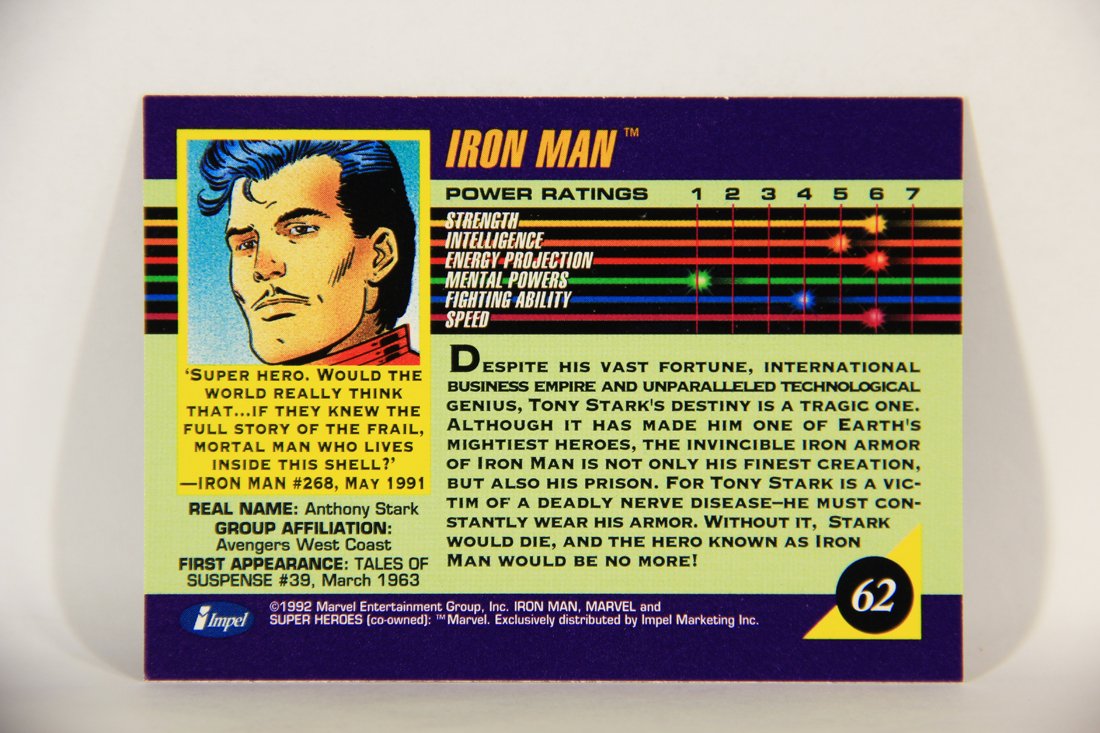 IRON MAN™
POWER RATINGS 1 2 3 4 5 6 7
STRENGTH
INTELLIGENCE
ENERGY PROJECTION
MENTAL POWERS
FIGHTING ABILITY
SPEED
'SUPER HERO. WOULD THE
WORLD REALLY THINK
THAT...IF THEY KNEW THE
FULL STORY OF THE FRAIL,
MORTAL MAN WHO LIVES
INSIDE THIS SHELL?'
—IRON MAN #268, MAY 1991
REAL NAME: Anthony Stark
GROUP AFFILIATION:
Avengers West Coast
FIRST APPEARANCE: TALES OF
SUSPENSE #39, March 1963
DESPITE HIS VAST FORTUNE, INTERNATIONAL
BUSINESS EMPIRE AND UNPARALLELED TECHNOLOGICAL
GENIUS, TONY STARK'S DESTINY IS A TRAGIC ONE.
ALTHOUGH IT HAS MADE HIM ONE OF EARTH'S
MIGHTIEST HEROES, THE INVINCIBLE IRON ARMOR
OF IRON MAN IS NOT ONLY HIS FINEST CREATION,
BUT ALSO HIS PRISON. FOR TONY STARK IS A VIC-
TIM OF A DEADLY NERVE DISEASE—HE MUST CON-
STANTLY WEAR HIS ARMOR. WITHOUT IT, STARK
WOULD DIE, AND THE HERO KNOWN AS IRON
MAN WOULD BE NO MORE!
62
Impel
©1992 Marvel Entertainment Group, Inc. IRON MAN, MARVEL and
SUPER HEROES (co-owned): ™Marvel. Exclusively distributed by Impel Marketing Inc.